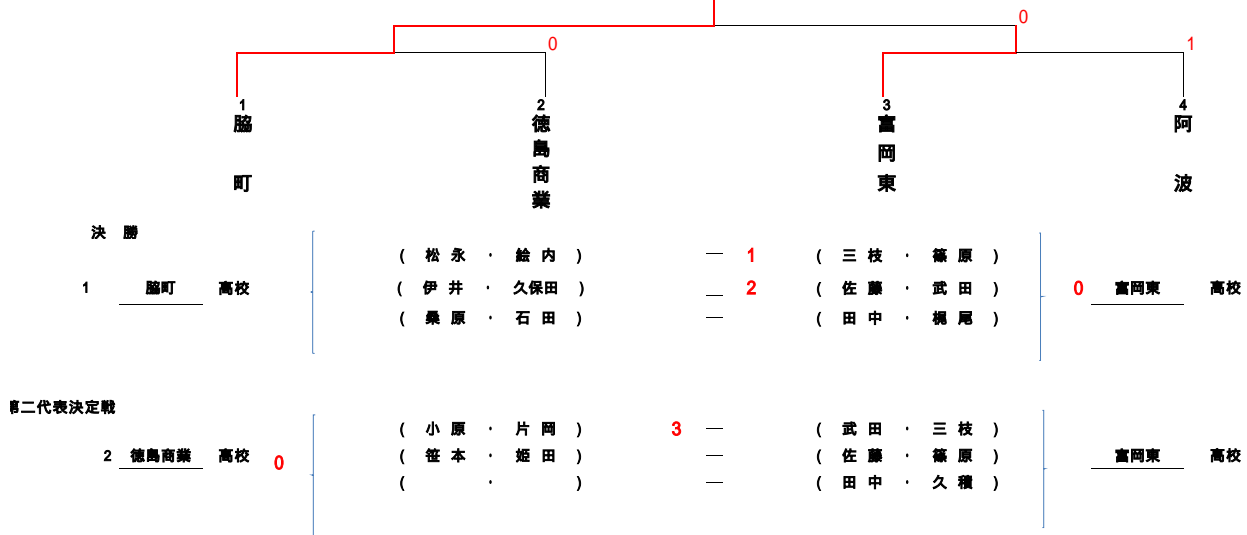 0
0 1
1 2 3 4
脇町 徳島商業 富岡東 阿波
決 勝
( 松 永 ・ 絵 内 ) — 1 ( 三 枝 ・ 篠 原 )
1 脇町 高校 ( 伊 井 ・ 久保田 ) — 2 ( 佐 藤 ・ 武 田 ) 0 富岡東 高校
( 桑 原 ・ 石 田 ) — ( 田 中 ・ 梶 尾 )
第二代表決定戦
( 小 原 ・ 片 岡 ) 3 — ( 武 田 ・ 三 枝 )
2 徳島商業 高校 0 ( 笹 本 ・ 姫 田 ) — ( 佐 藤 ・ 篠 原 ) 富岡東 高校
( ・ ) — ( 田 中 ・ 久 積 )